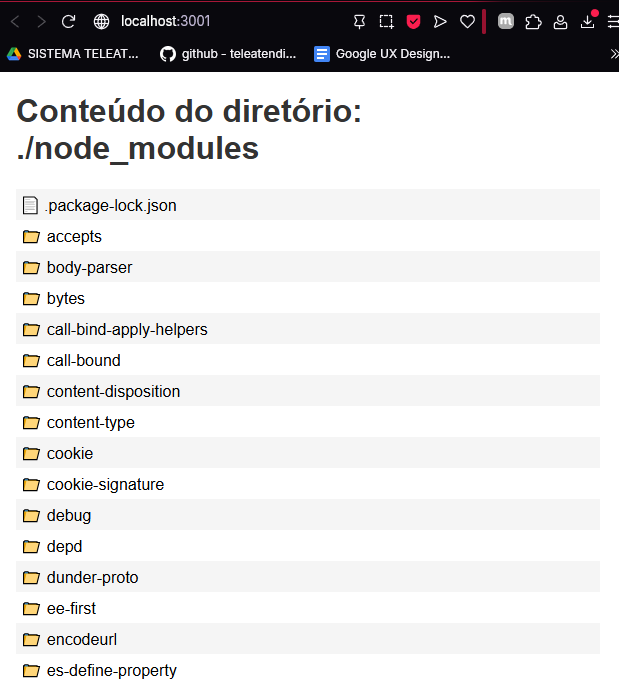 localhost:3001
m
SISTEMA TELEAT... github - teleatendi... Google UX Design...
Conteúdo do diretório:
./node_modules
.package-lock.json
accepts
body-parser
bytes
call-bind-apply-helpers
call-bound
content-disposition
content-type
cookie
cookie-signature
debug
depd
dunder-proto
ee-first
encodeurl
es-define-property